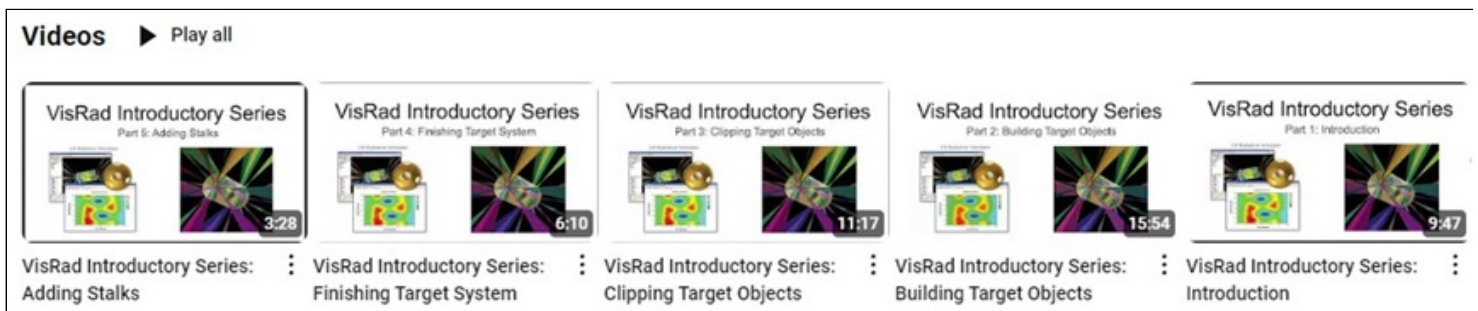 Videos ▶ Play all
VisRad Introductory Series
Part 5: Adding Stalks
3:28
VisRad Introductory Series:
Adding Stalks
VisRad Introductory Series
Part 4: Finishing Target System
6:10
VisRad Introductory Series:
Finishing Target System
VisRad Introductory Series
Part 3: Clipping Target Objects
11:17
VisRad Introductory Series:
Clipping Target Objects
VisRad Introductory Series
Part 2: Building Target Objects
15:54
VisRad Introductory Series:
Building Target Objects
VisRad Introductory Series
Part 1: Introduction
9:47
VisRad Introductory Series:
Introduction